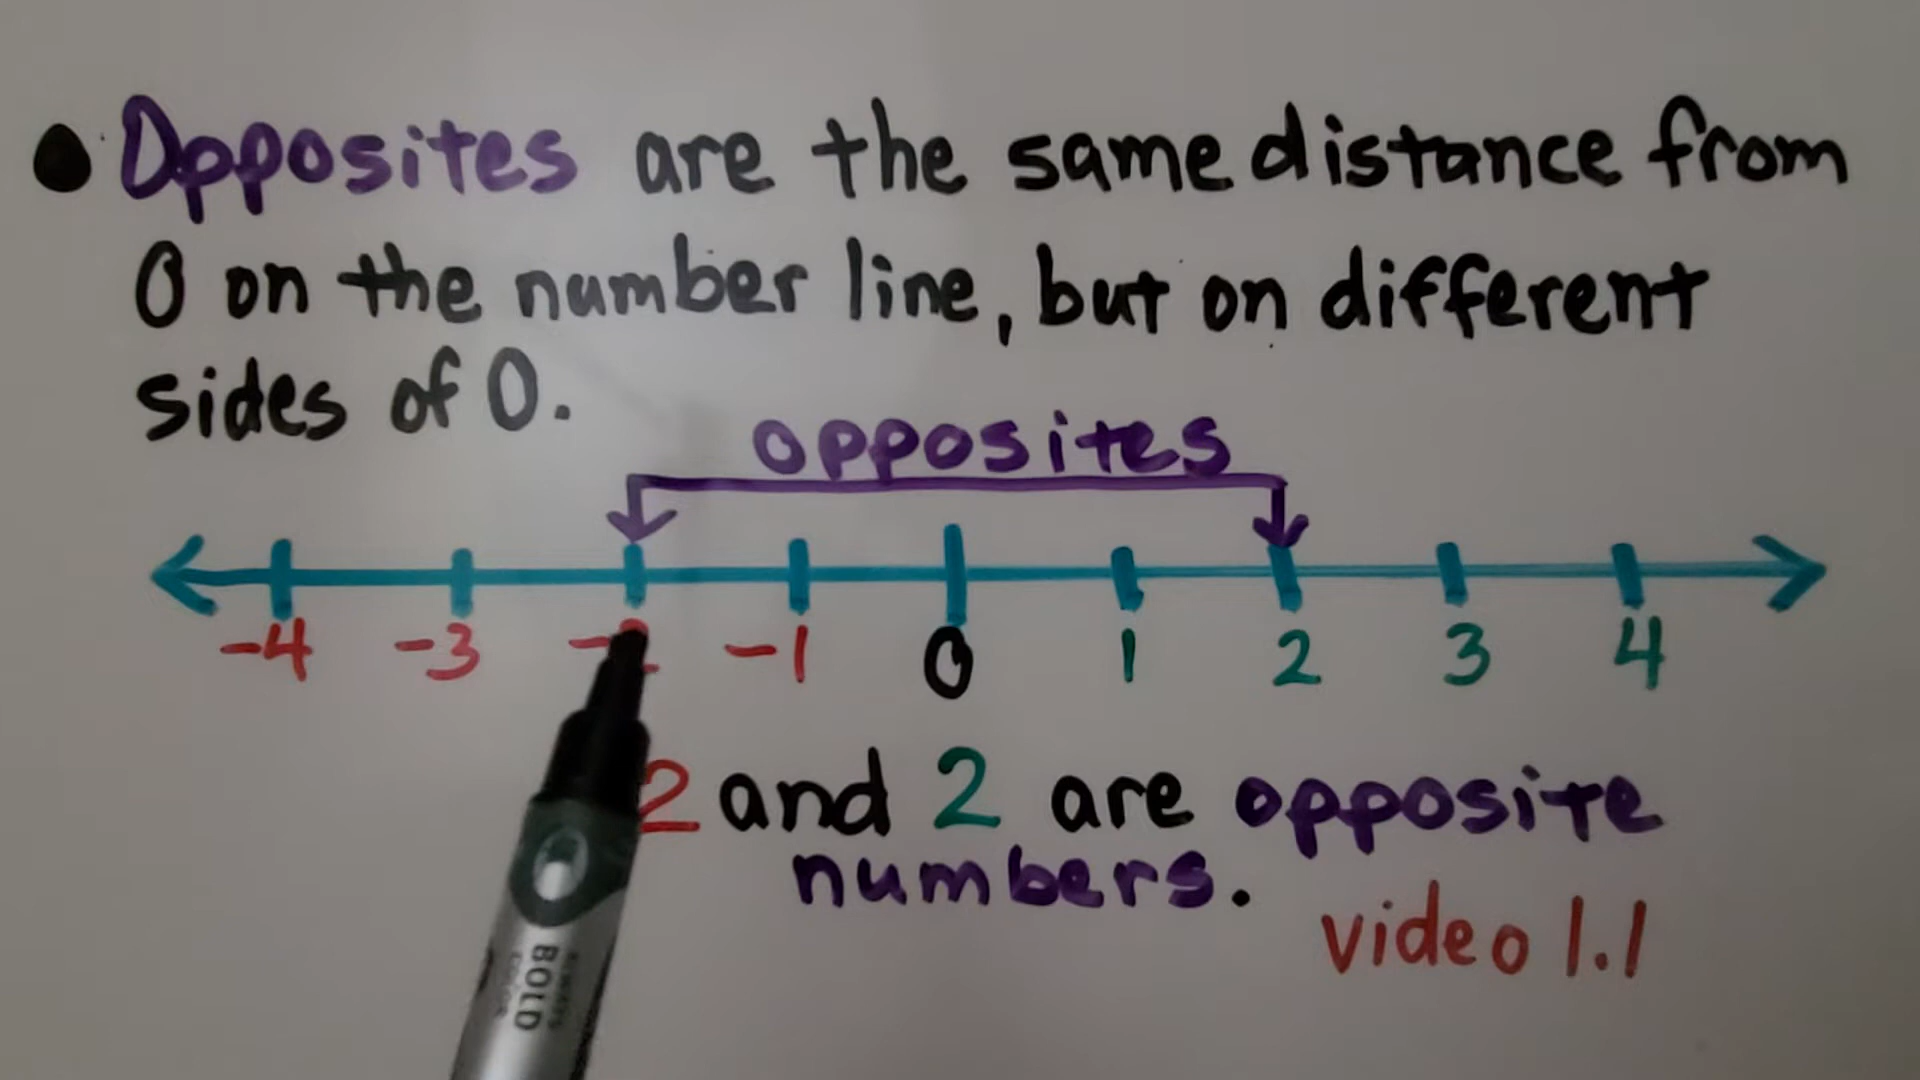 Opposites are the same distance from
0 on the number line, but on different
sides of 0.
opposites
-4 -3 -1 0 1 2 3 4
2 and 2 are opposite
numbers.
video 1.1
BOLD